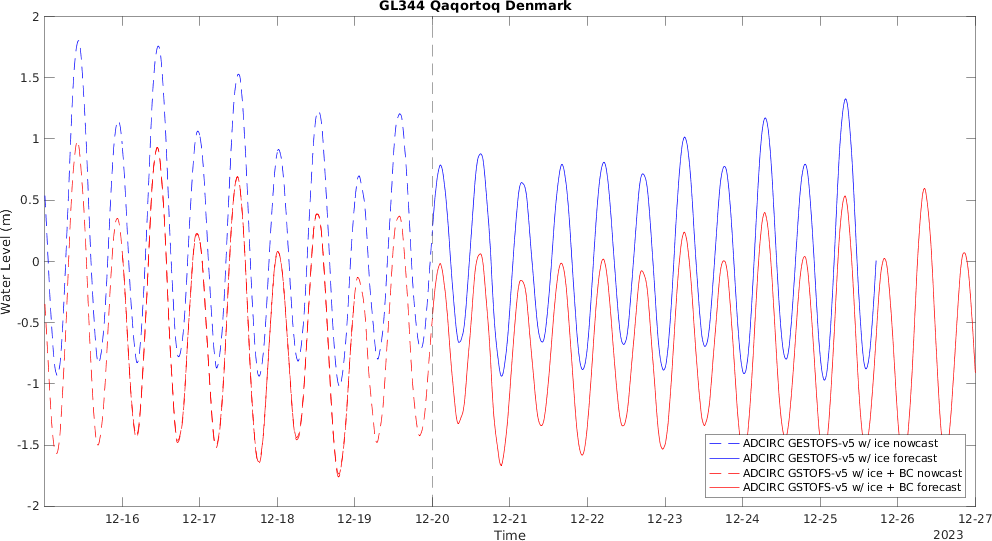 GL344 Qaqortoq Denmark
2
1.5
1
0.5
0
-0.5
-1
-1.5
-2
Water Level (m)
ADCIRC GESTOFS-v5 w/ ice nowcast
ADCIRC GESTOFS-v5 w/ ice forecast
ADCIRC GSTOFS-v5 w/ ice + BC nowcast
ADCIRC GSTOFS-v5 w/ ice + BC forecast
12-16 12-17 12-18 12-19 12-20 12-21 12-22 12-23 12-24 12-25 12-26 12-27
Time
2023